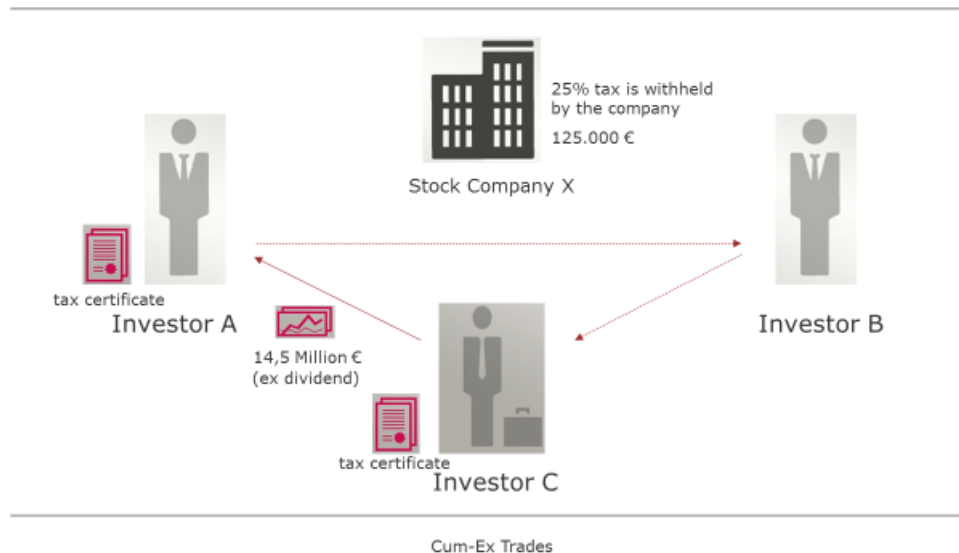 25% tax is withheld
by the company
125.000 €
Stock Company X
tax certificate
Investor A
Investor B
14,5 Million €
(ex dividend)
tax certificate
Investor C
Cum-Ex Trades